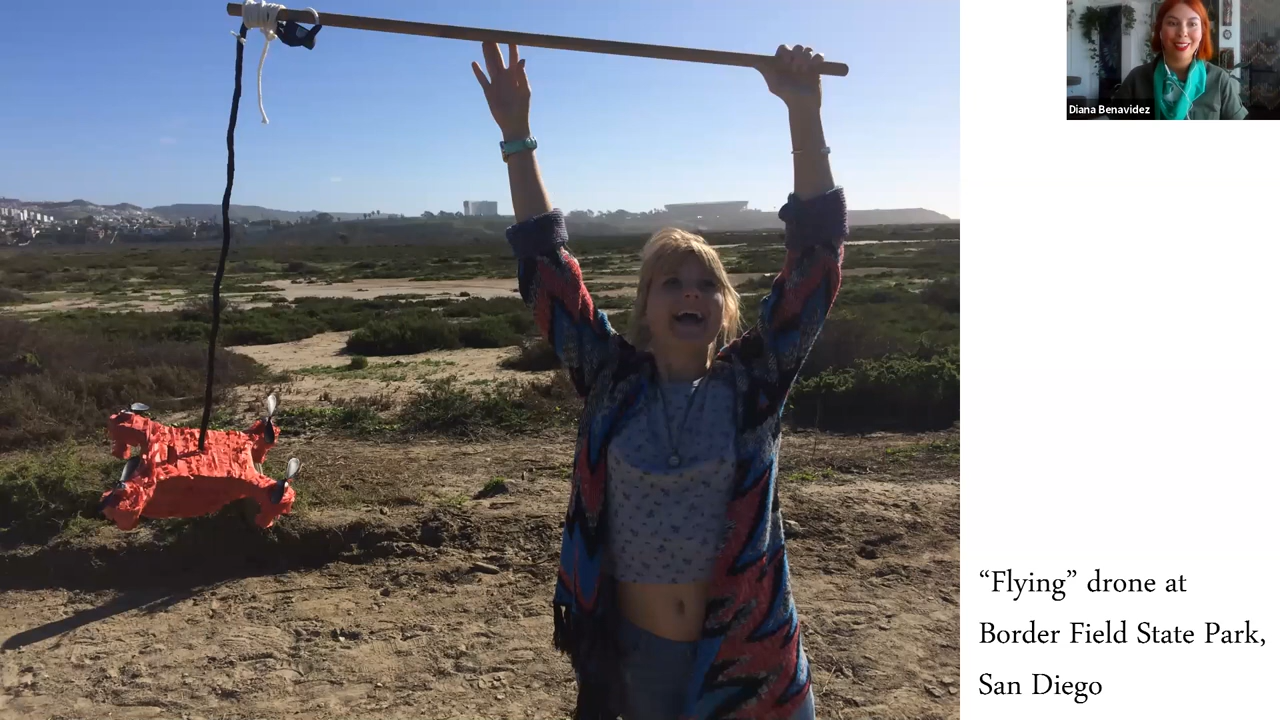 Diana Benavidez
“Flying” drone at
Border Field State Park,
San Diego